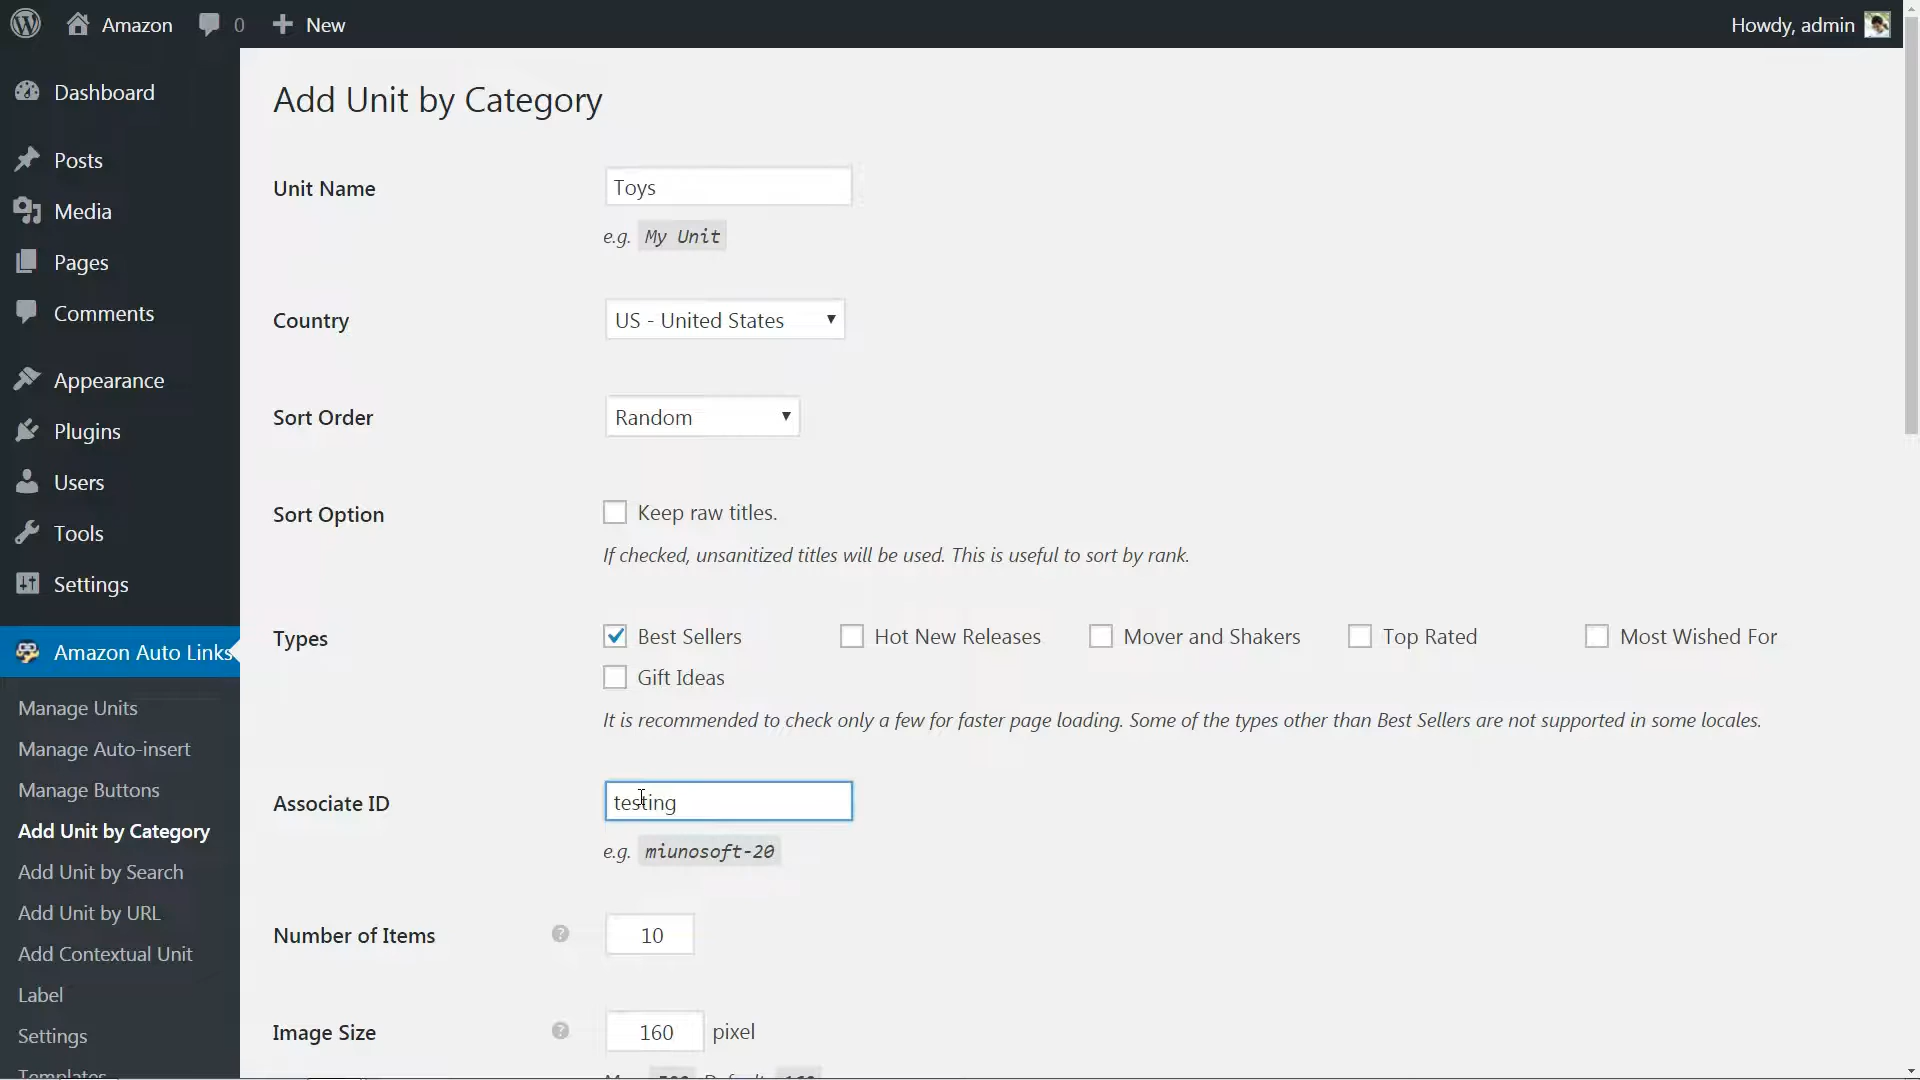 Amazon 0 New Howdy, admin
Dashboard
Posts
Media
Pages
Comments
Appearance
Plugins
Users
Tools
Settings
Amazon Auto Links
Manage Units
Manage Auto-insert
Manage Buttons
Add Unit by Category
Add Unit by Search
Add Unit by URL
Add Contextual Unit
Label
Settings
Templates
Add Unit by Category
Unit Name Toys
e.g. My Unit
Country US - United States
Sort Order Random
Sort Option Keep raw titles.
If checked, unsanitized titles will be used. This is useful to sort by rank.
Types Best Sellers Hot New Releases Mover and Shakers Top Rated Most Wished For
Gift Ideas
It is recommended to check only a few for faster page loading. Some of the types other than Best Sellers are not supported in some locales.
Associate ID testing
e.g. miunosoft-20
Number of Items ? 10
Image Size ? 160 pixel